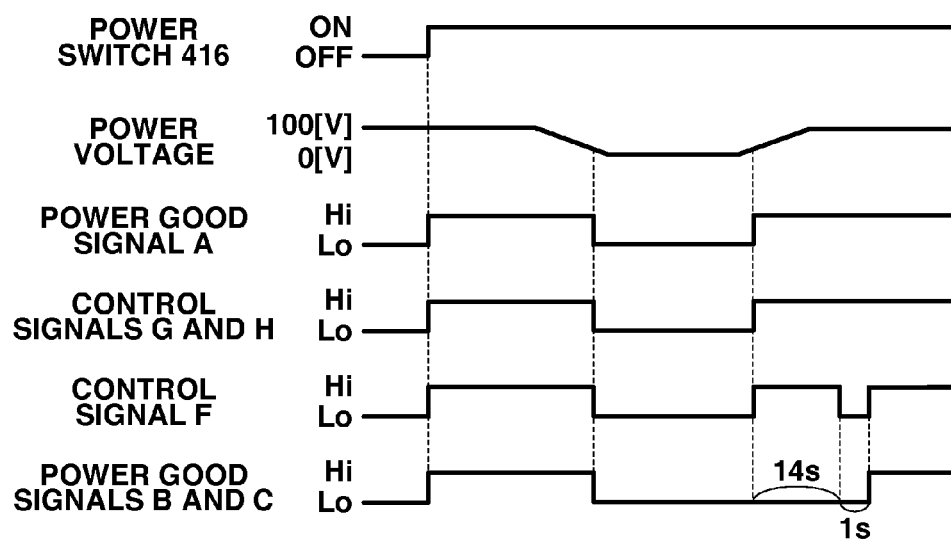 POWER
SWITCH 416
ON
OFF
POWER
VOLTAGE
100[V]
0[V]
POWER GOOD
SIGNAL A
Hi
Lo
CONTROL
SIGNALS G AND H
Hi
Lo
CONTROL
SIGNAL F
Hi
Lo
POWER GOOD
SIGNALS B AND C
Hi
Lo
14s
1s